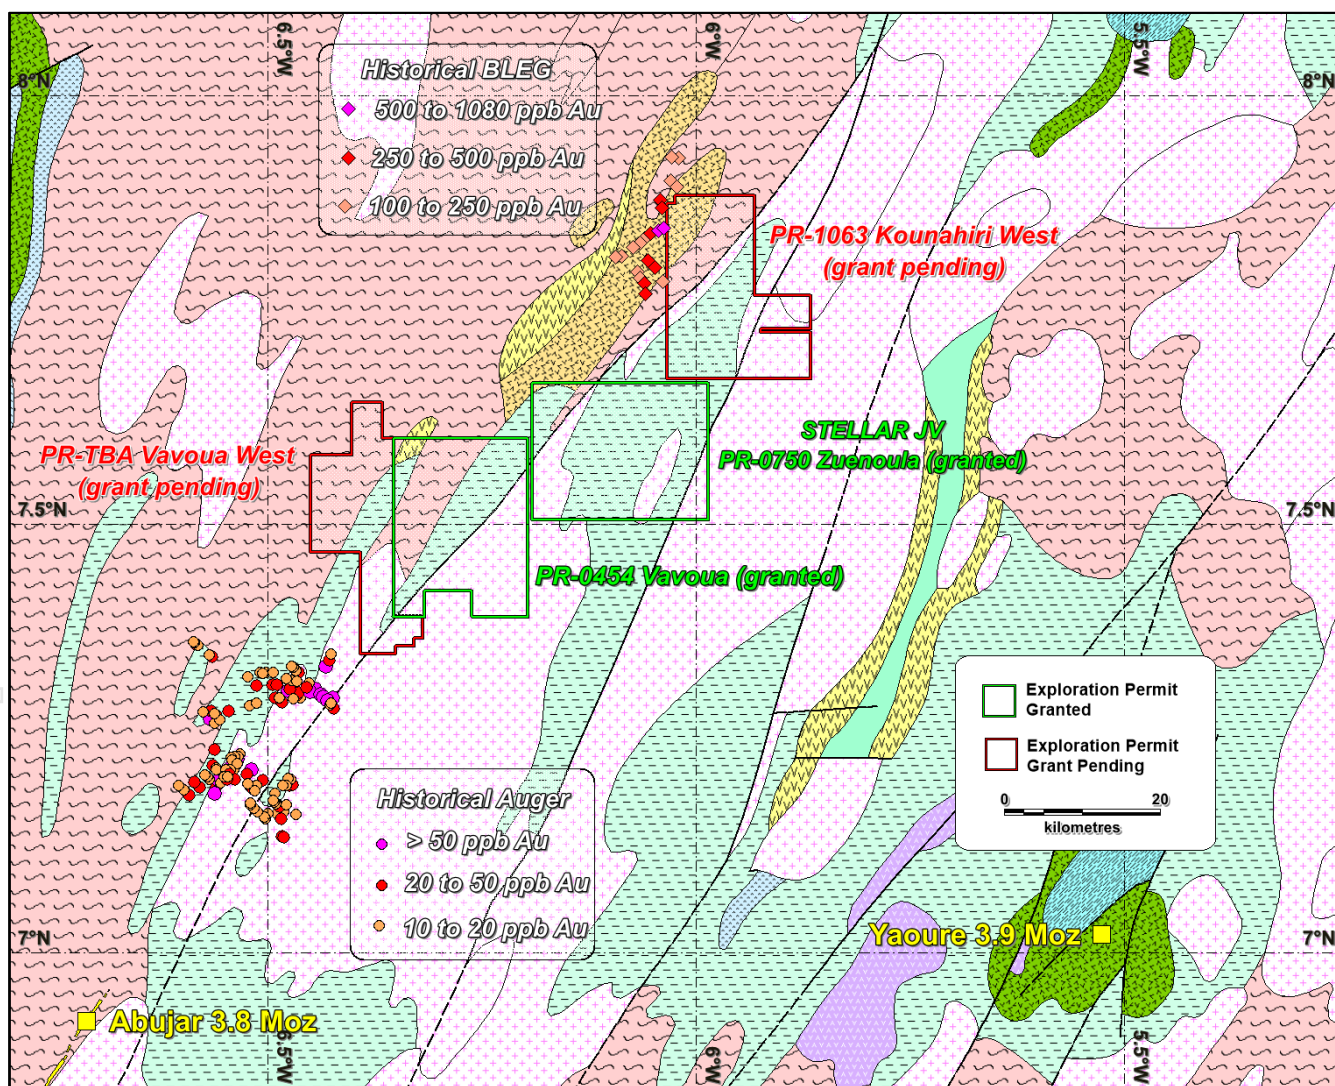 6.5°W
6°W
5.5°W
8°N
8°N
Historical BLEG
500 to 1080 ppb Au
250 to 500 ppb Au
100 to 250 ppb Au
PR-1063 Kounahiri West
(grant pending)
STELLAR JV
PR-0750 Zuenoula (granted)
PR-TBA Vavoua West
(grant pending)
7.5°N
7.5°N
PR-0454 Vavoua (granted)
Exploration Permit
Granted
Exploration Permit
Grant Pending
0 20
kilometres
Historical Auger
> 50 ppb Au
20 to 50 ppb Au
10 to 20 ppb Au
7°N
7°N
Yaoure 3.9 Moz
Abujar 3.8 Moz
6.5°W
6°W
5.5°W